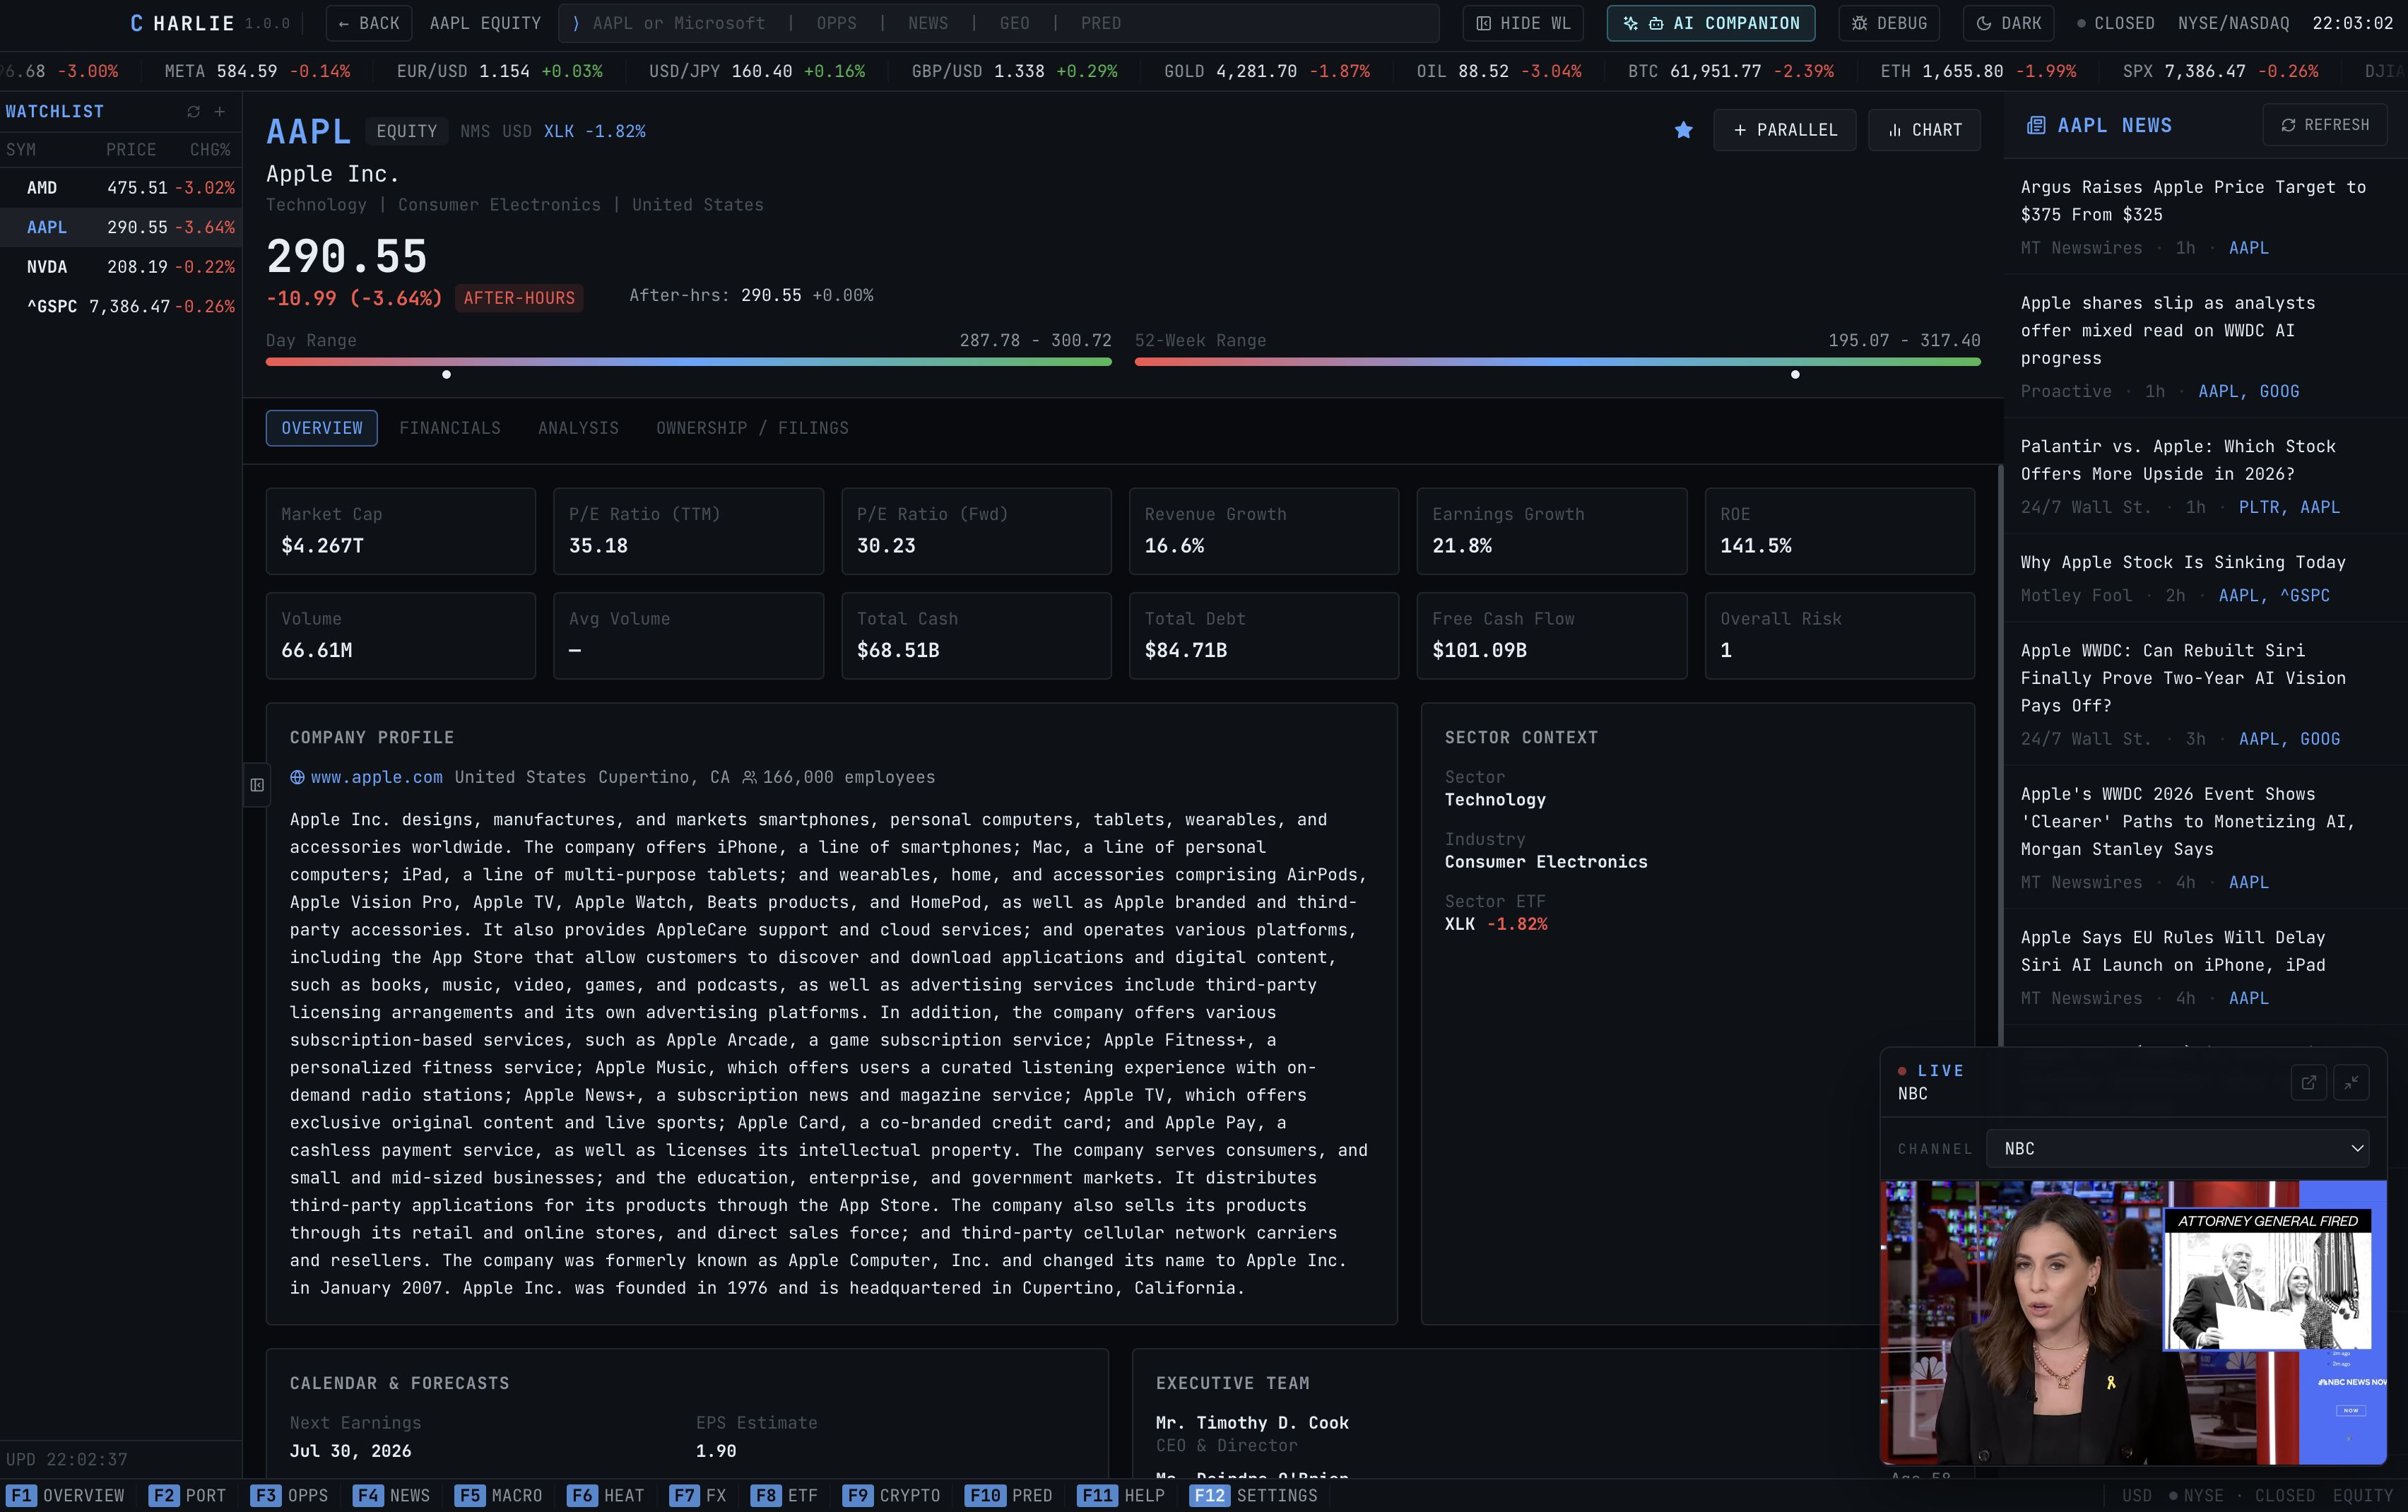 C HARLIE 1.0.0
← BACK
AAPL EQUITY
⟩ AAPL or Microsoft | OPPS | NEWS | GEO | PRED
HIDE WL
AI COMPANION
DEBUG
DARK
CLOSED NYSE/NASDAQ 22:03:02
96.68 -3.00% META 584.59 -0.14% EUR/USD 1.154 +0.03% USD/JPY 160.40 +0.16% GBP/USD 1.338 +0.29% GOLD 4,281.70 -1.87% OIL 88.52 -3.04% BTC 61,951.77 -2.39% ETH 1,655.80 -1.99% SPX 7,386.47 -0.26% DJIA
WATCHLIST
SYM PRICE CHG%
AMD 475.51 -3.02%
AAPL 290.55 -3.64%
NVDA 208.19 -0.22%
^GSPC 7,386.47 -0.26%
UPD 22:02:37
AAPL EQUITY NMS USD XLK -1.82%
+ PARALLEL
CHART
Apple Inc.
Technology | Consumer Electronics | United States
290.55
-10.99 (-3.64%) AFTER-HOURS After-hrs: 290.55 +0.00%
Day Range 287.78 - 300.72
52-Week Range 195.07 - 317.40
OVERVIEW FINANCIALS ANALYSIS OWNERSHIP / FILINGS
Market Cap
$4.267T
P/E Ratio (TTM)
35.18
P/E Ratio (Fwd)
30.23
Revenue Growth
16.6%
Earnings Growth
21.8%
ROE
141.5%
Volume
66.61M
Avg Volume
—
Total Cash
$68.51B
Total Debt
$84.71B
Free Cash Flow
$101.09B
Overall Risk
1
COMPANY PROFILE
www.apple.com United States Cupertino, CA 166,000 employees
Apple Inc. designs, manufactures, and markets smartphones, personal computers, tablets, wearables, and
accessories worldwide. The company offers iPhone, a line of smartphones; Mac, a line of personal
computers; iPad, a line of multi-purpose tablets; and wearables, home, and accessories comprising AirPods,
Apple Vision Pro, Apple TV, Apple Watch, Beats products, and HomePod, as well as Apple branded and third-
party accessories. It also provides AppleCare support and cloud services; and operates various platforms,
including the App Store that allow customers to discover and download applications and digital content,
such as books, music, video, games, and podcasts, as well as advertising services include third-party
licensing arrangements and its own advertising platforms. In addition, the company offers various
subscription-based services, such as Apple Arcade, a game subscription service; Apple Fitness+, a
personalized fitness service; Apple Music, which offers users a curated listening experience with on-
demand radio stations; Apple News+, a subscription news and magazine service; Apple TV, which offers
exclusive original content and live sports; Apple Card, a co-branded credit card; and Apple Pay, a
cashless payment service, as well as licenses its intellectual property. The company serves consumers, and
small and mid-sized businesses; and the education, enterprise, and government markets. It distributes
third-party applications for its products through the App Store. The company also sells its products
through its retail and online stores, and direct sales force; and third-party cellular network carriers
and resellers. The company was formerly known as Apple Computer, Inc. and changed its name to Apple Inc.
in January 2007. Apple Inc. was founded in 1976 and is headquartered in Cupertino, California.
SECTOR CONTEXT
Sector
Technology
Industry
Consumer Electronics
Sector ETF
XLK -1.82%
CALENDAR & FORECASTS
Next Earnings
Jul 30, 2026
EPS Estimate
1.90
EXECUTIVE TEAM
Mr. Timothy D. Cook
CEO & Director
Ms. Deirdre O'Brien
Age 58
AAPL NEWS
REFRESH
Argus Raises Apple Price Target to
$375 From $325
MT Newswires · 1h · AAPL
Apple shares slip as analysts
offer mixed read on WWDC AI
progress
Proactive · 1h · AAPL, GOOG
Palantir vs. Apple: Which Stock
Offers More Upside in 2026?
24/7 Wall St. · 1h · PLTR, AAPL
Why Apple Stock Is Sinking Today
Motley Fool · 2h · AAPL, ^GSPC
Apple WWDC: Can Rebuilt Siri
Finally Prove Two-Year AI Vision
Pays Off?
24/7 Wall St. · 3h · AAPL, GOOG
Apple's WWDC 2026 Event Shows
'Clearer' Paths to Monetizing AI,
Morgan Stanley Says
MT Newswires · 4h · AAPL
Apple Says EU Rules Will Delay
Siri AI Launch on iPhone, iPad
MT Newswires · 4h · AAPL
LIVE
NBC
CHANNEL NBC
ATTORNEY GENERAL FIRED
2m ago
2m ago
NBC NEWS NOW
NOW
F1 OVERVIEW F2 PORT F3 OPPS F4 NEWS F5 MACRO F6 HEAT F7 FX F8 ETF F9 CRYPTO F10 PRED F11 HELP F12 SETTINGS
USD NYSE · CLOSED EQUITY